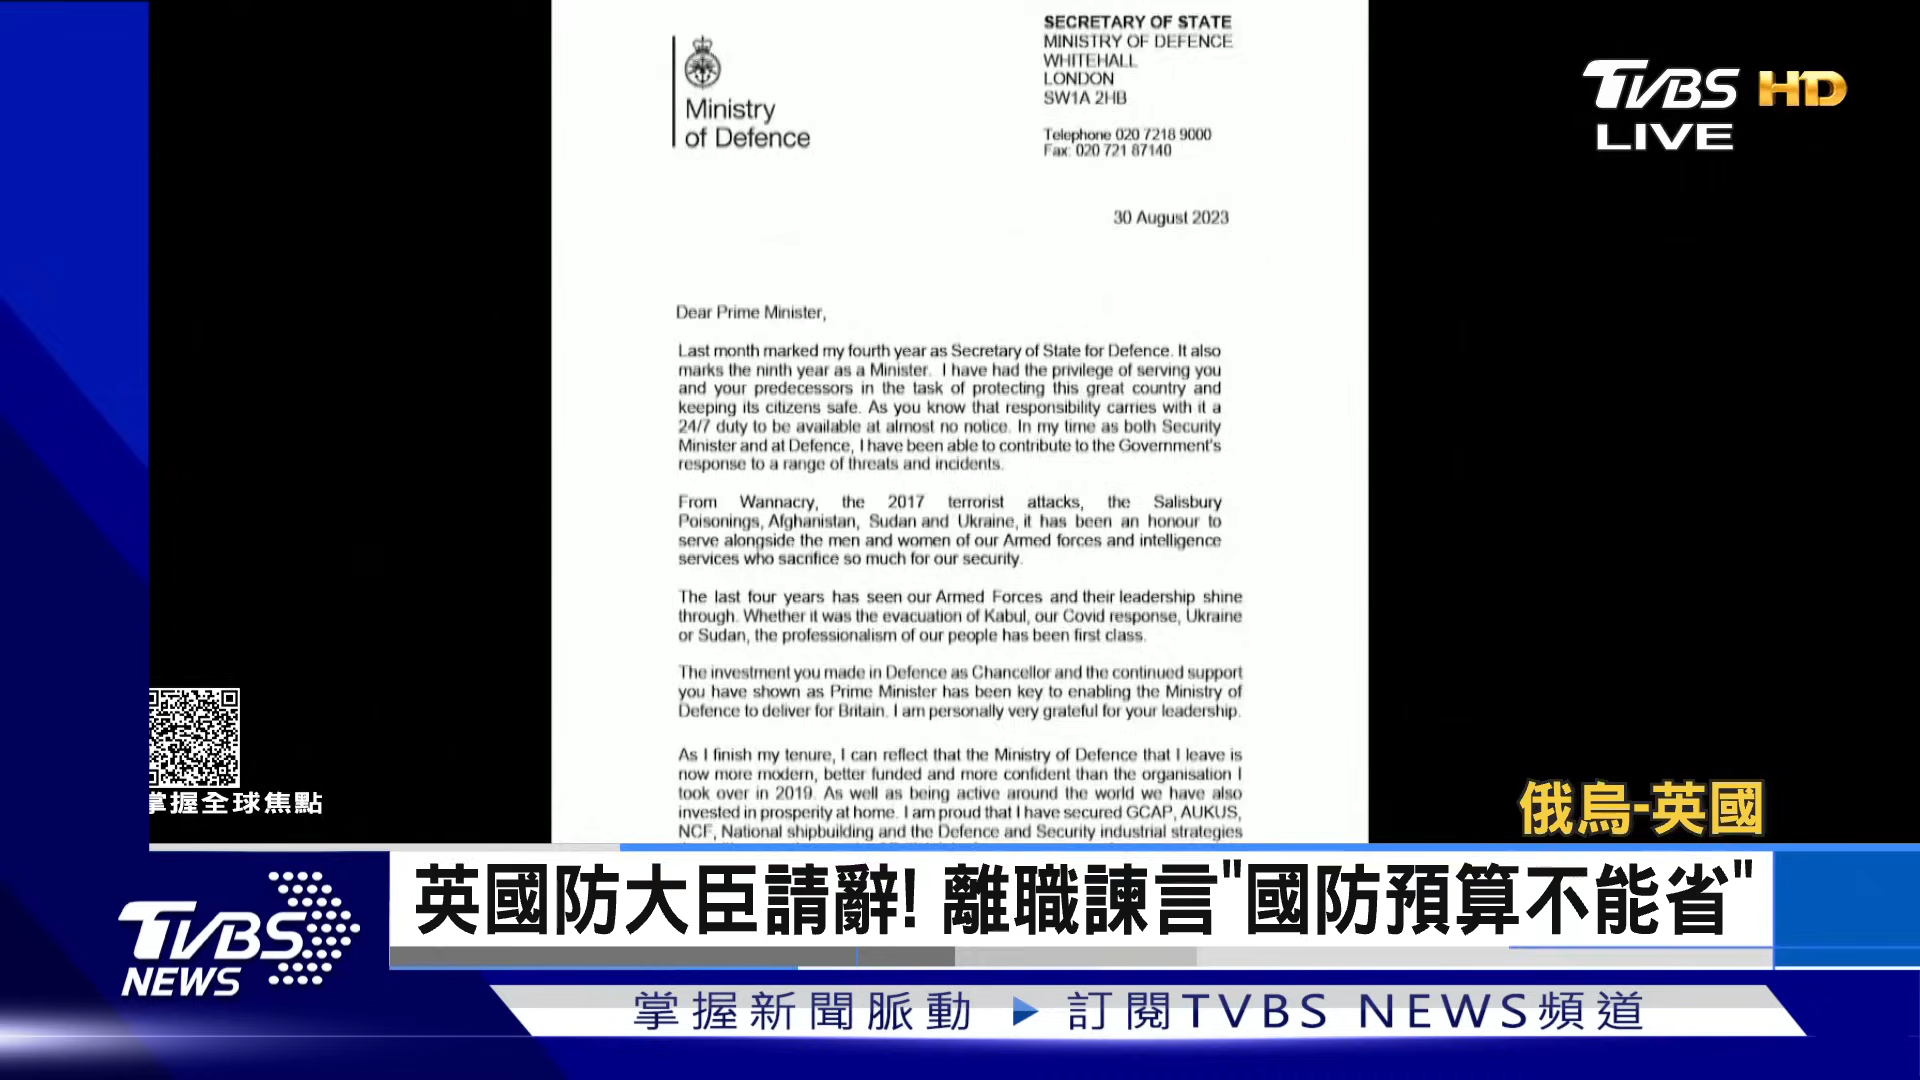 SECRETARY OF STATE
MINISTRY OF DEFENCE
WHITEHALL
LONDON
SW1A 2HB
Telephone 020 7218 9000
Fax: 020 721 87140
Ministry
of Defence
TVBS HD
LIVE
30 August 2023
Dear Prime Minister,
Last month marked my fourth year as Secretary of State for Defence. It also
marks the ninth year as a Minister. I have had the privilege of serving you
and your predecessors in the task of protecting this great country and
keeping its citizens safe. As you know that responsibility carries with it a
24/7 duty to be available at almost no notice. In my time as both Security
Minister and at Defence, I have been able to contribute to the Government's
response to a range of threats and incidents.
From Wannacry, the 2017 terrorist attacks, the Salisbury
Poisonings, Afghanistan, Sudan and Ukraine, it has been an honour to
serve alongside the men and women of our Armed forces and intelligence
services who sacrifice so much for our security.
The last four years has seen our Armed Forces and their leadership shine
through. Whether it was the evacuation of Kabul, our Covid response, Ukraine
or Sudan, the professionalism of our people has been first class.
The investment you made in Defence as Chancellor and the continued support
you have shown as Prime Minister has been key to enabling the Ministry of
Defence to deliver for Britain. I am personally very grateful for your leadership.
As I finish my tenure, I can reflect that the Ministry of Defence that I leave is
now more modern, better funded and more confident than the organisation I
took over in 2019. As well as being active around the world we have also
invested in prosperity at home. I am proud that I have secured GCAP, AUKUS,
NCF, National shipbuilding and the Defence and Security industrial strategies
掌握全球焦點
俄烏-英國
英國防大臣請辭! 離職諫言"國防預算不能省"
TVBS
NEWS
掌握新聞脈動 ▶ 訂閱TVBS NEWS頻道